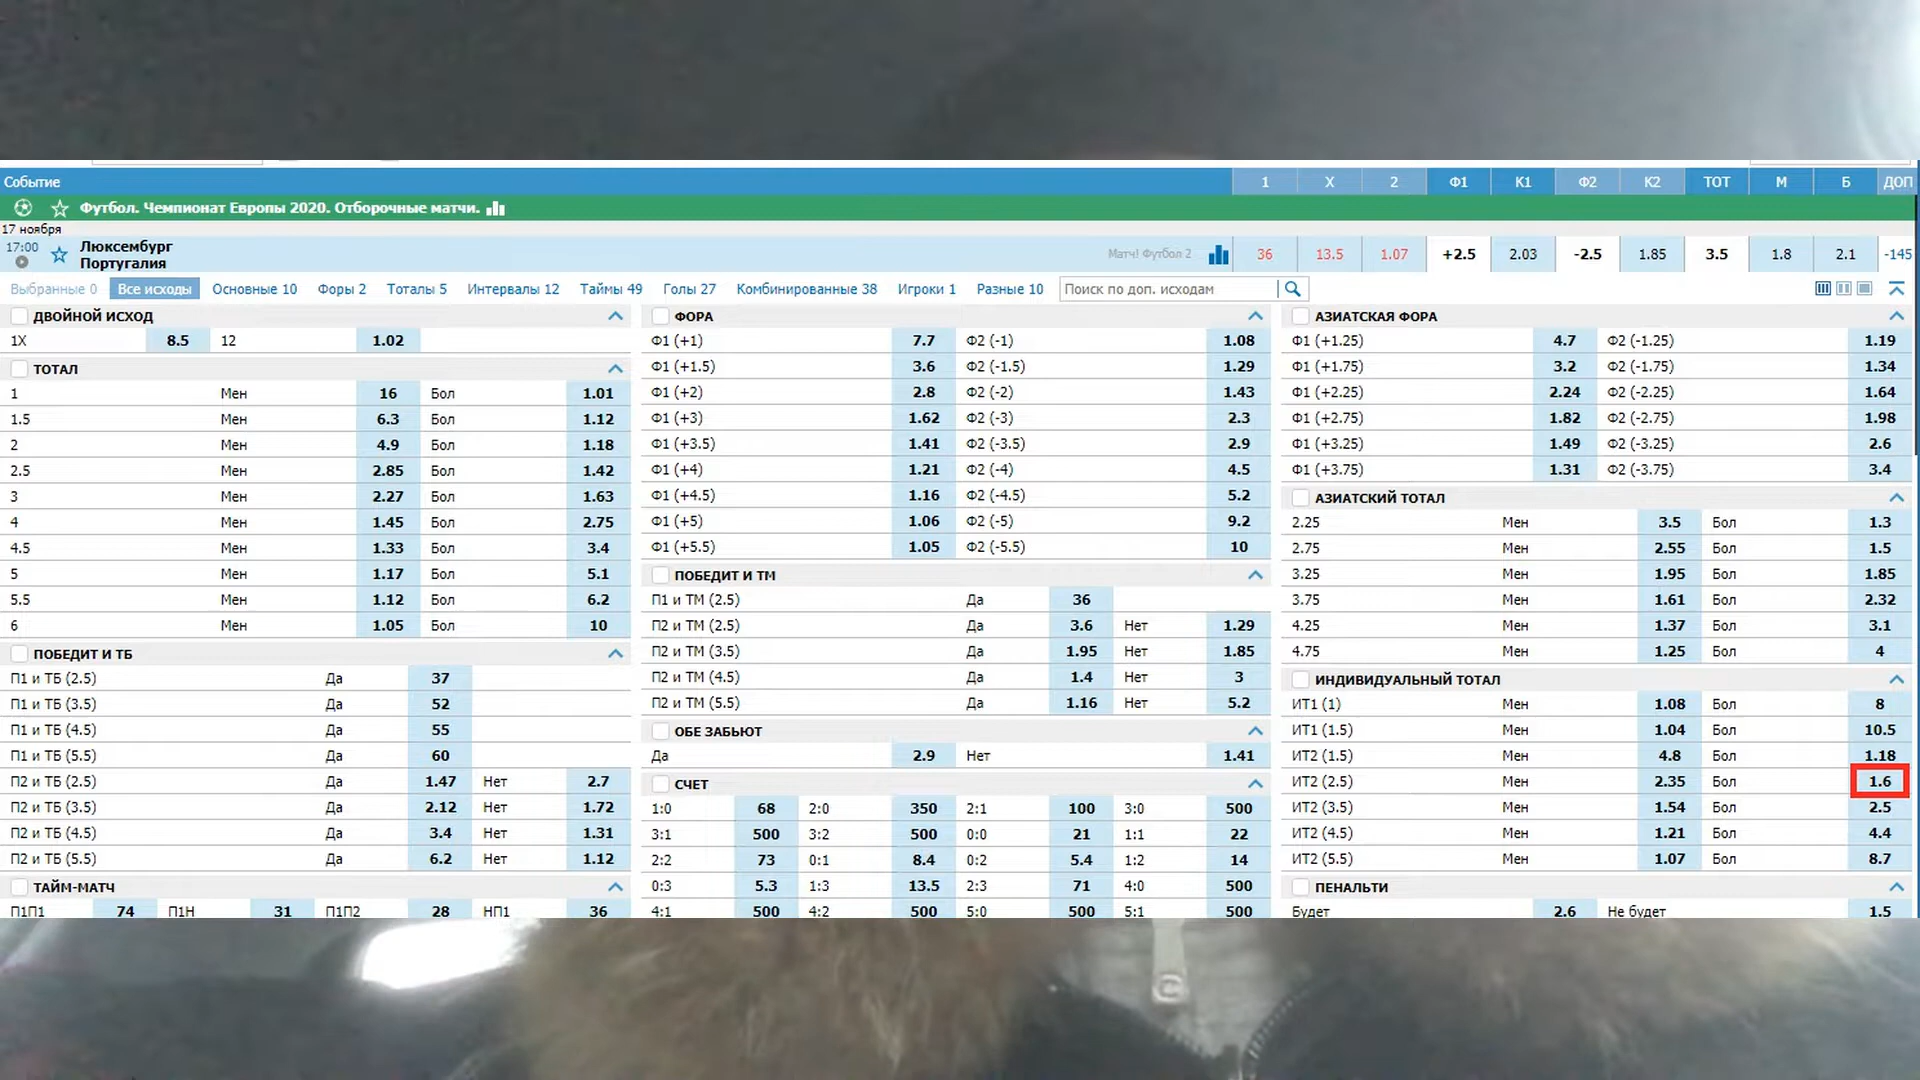 Событие 1 X 2 Ф1 К1 Ф2 К2 ТОТ М Б ДОП
Футбол. Чемпионат Европы 2020. Отборочные матчи.
17 ноября
17:00 Люксембург Матч! Футбол 2 36 13.5 1.07 +2.5 2.03 -2.5 1.85 3.5 1.8 2.1 -145
Португалия
Выбранные 0 Все исходы Основные 10 Форы 2 Тоталы 5 Интервалы 12 Таймы 49 Голы 27 Комбинированные 38 Игроки 1 Разные 10 Поиск по доп. исходам
ДВОЙНОЙ ИСХОД
1X 8.5 12 1.02
ТОТАЛ
1 Мен 16 Бол 1.01
1.5 Мен 6.3 Бол 1.12
2 Мен 4.9 Бол 1.18
2.5 Мен 2.85 Бол 1.42
3 Мен 2.27 Бол 1.63
4 Мен 1.45 Бол 2.75
4.5 Мен 1.33 Бол 3.4
5 Мен 1.17 Бол 5.1
5.5 Мен 1.12 Бол 6.2
6 Мен 1.05 Бол 10
ПОБЕДИТ И ТБ
П1 и ТБ (2.5) Да 37
П1 и ТБ (3.5) Да 52
П1 и ТБ (4.5) Да 55
П1 и ТБ (5.5) Да 60
П2 и ТБ (2.5) Да 1.47 Нет 2.7
П2 и ТБ (3.5) Да 2.12 Нет 1.72
П2 и ТБ (4.5) Да 3.4 Нет 1.31
П2 и ТБ (5.5) Да 6.2 Нет 1.12
ТАЙМ-МАТЧ
П1П1 74 П1Н 31 П1П2 28 НП1 36
ФОРА
Ф1 (+1) 7.7 Ф2 (-1) 1.08
Ф1 (+1.5) 3.6 Ф2 (-1.5) 1.29
Ф1 (+2) 2.8 Ф2 (-2) 1.43
Ф1 (+3) 1.62 Ф2 (-3) 2.3
Ф1 (+3.5) 1.41 Ф2 (-3.5) 2.9
Ф1 (+4) 1.21 Ф2 (-4) 4.5
Ф1 (+4.5) 1.16 Ф2 (-4.5) 5.2
Ф1 (+5) 1.06 Ф2 (-5) 9.2
Ф1 (+5.5) 1.05 Ф2 (-5.5) 10
ПОБЕДИТ И ТМ
П1 и ТМ (2.5) Да 36
П2 и ТМ (2.5) Да 3.6 Нет 1.29
П2 и ТМ (3.5) Да 1.95 Нет 1.85
П2 и ТМ (4.5) Да 1.4 Нет 3
П2 и ТМ (5.5) Да 1.16 Нет 5.2
ОБЕ ЗАБЬЮТ
Да 2.9 Нет 1.41
СЧЕТ
1:0 68 2:0 350 2:1 100 3:0 500
3:1 500 3:2 500 0:0 21 1:1 22
2:2 73 0:1 8.4 0:2 5.4 1:2 14
0:3 5.3 1:3 13.5 2:3 71 4:0 500
4:1 500 4:2 500 5:0 500 5:1 500
АЗИАТСКАЯ ФОРА
Ф1 (+1.25) 4.7 Ф2 (-1.25) 1.19
Ф1 (+1.75) 3.2 Ф2 (-1.75) 1.34
Ф1 (+2.25) 2.24 Ф2 (-2.25) 1.64
Ф1 (+2.75) 1.82 Ф2 (-2.75) 1.98
Ф1 (+3.25) 1.49 Ф2 (-3.25) 2.6
Ф1 (+3.75) 1.31 Ф2 (-3.75) 3.4
АЗИАТСКИЙ ТОТАЛ
2.25 Мен 3.5 Бол 1.3
2.75 Мен 2.55 Бол 1.5
3.25 Мен 1.95 Бол 1.85
3.75 Мен 1.61 Бол 2.32
4.25 Мен 1.37 Бол 3.1
4.75 Мен 1.25 Бол 4
ИНДИВИДУАЛЬНЫЙ ТОТАЛ
ИТ1 (1) Мен 1.08 Бол 8
ИТ1 (1.5) Мен 1.04 Бол 10.5
ИТ2 (1.5) Мен 4.8 Бол 1.18
ИТ2 (2.5) Мен 2.35 Бол 1.6
ИТ2 (3.5) Мен 1.54 Бол 2.5
ИТ2 (4.5) Мен 1.21 Бол 4.4
ИТ2 (5.5) Мен 1.07 Бол 8.7
ПЕНАЛЬТИ
Будет 2.6 Не будет 1.5